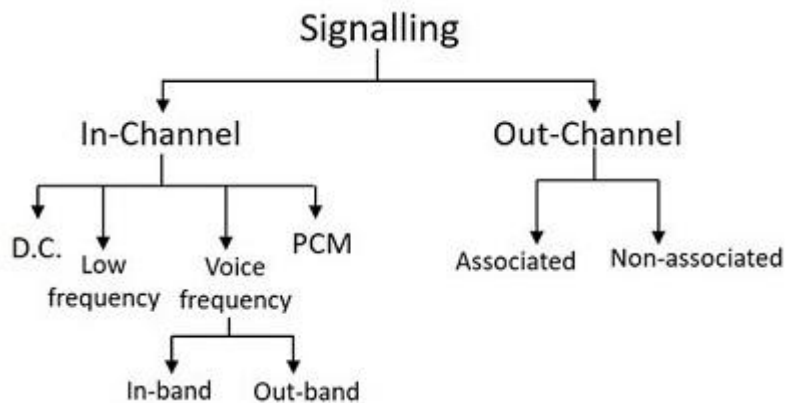 Signalling
In-Channel
Out-Channel
D.C.
Low
frequency
Voice
frequency
PCM
Associated
Non-associated
In-band
Out-band